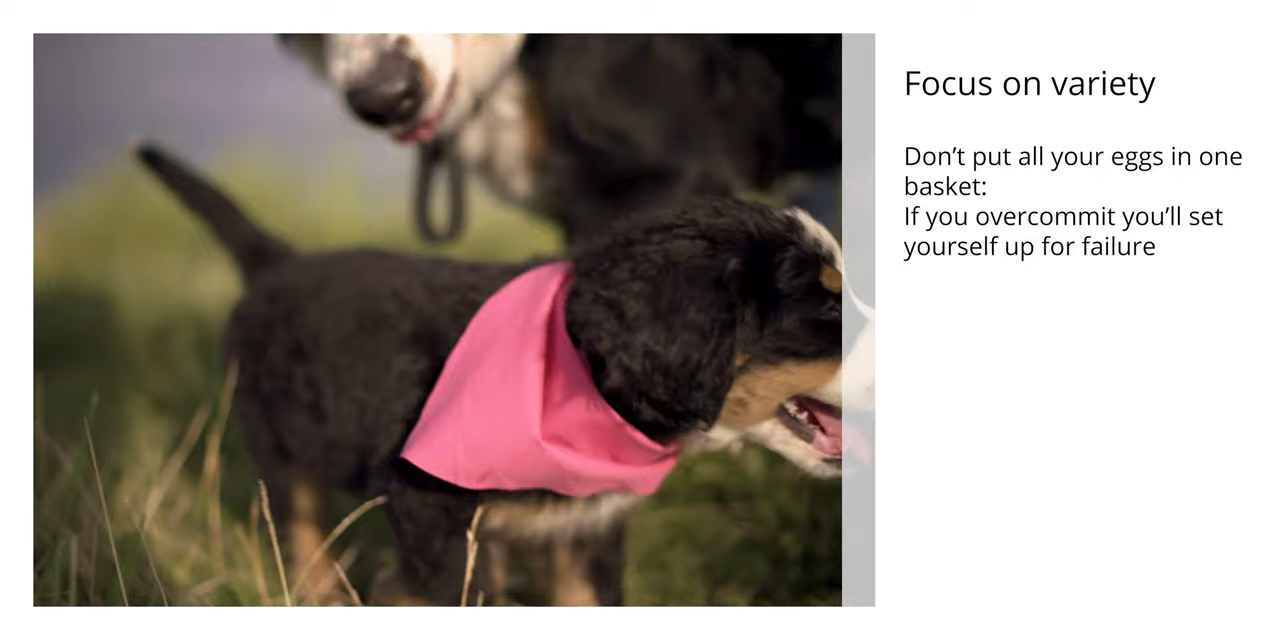 Focus on variety
Don’t put all your eggs in one
basket:
If you overcommit you’ll set
yourself up for failure